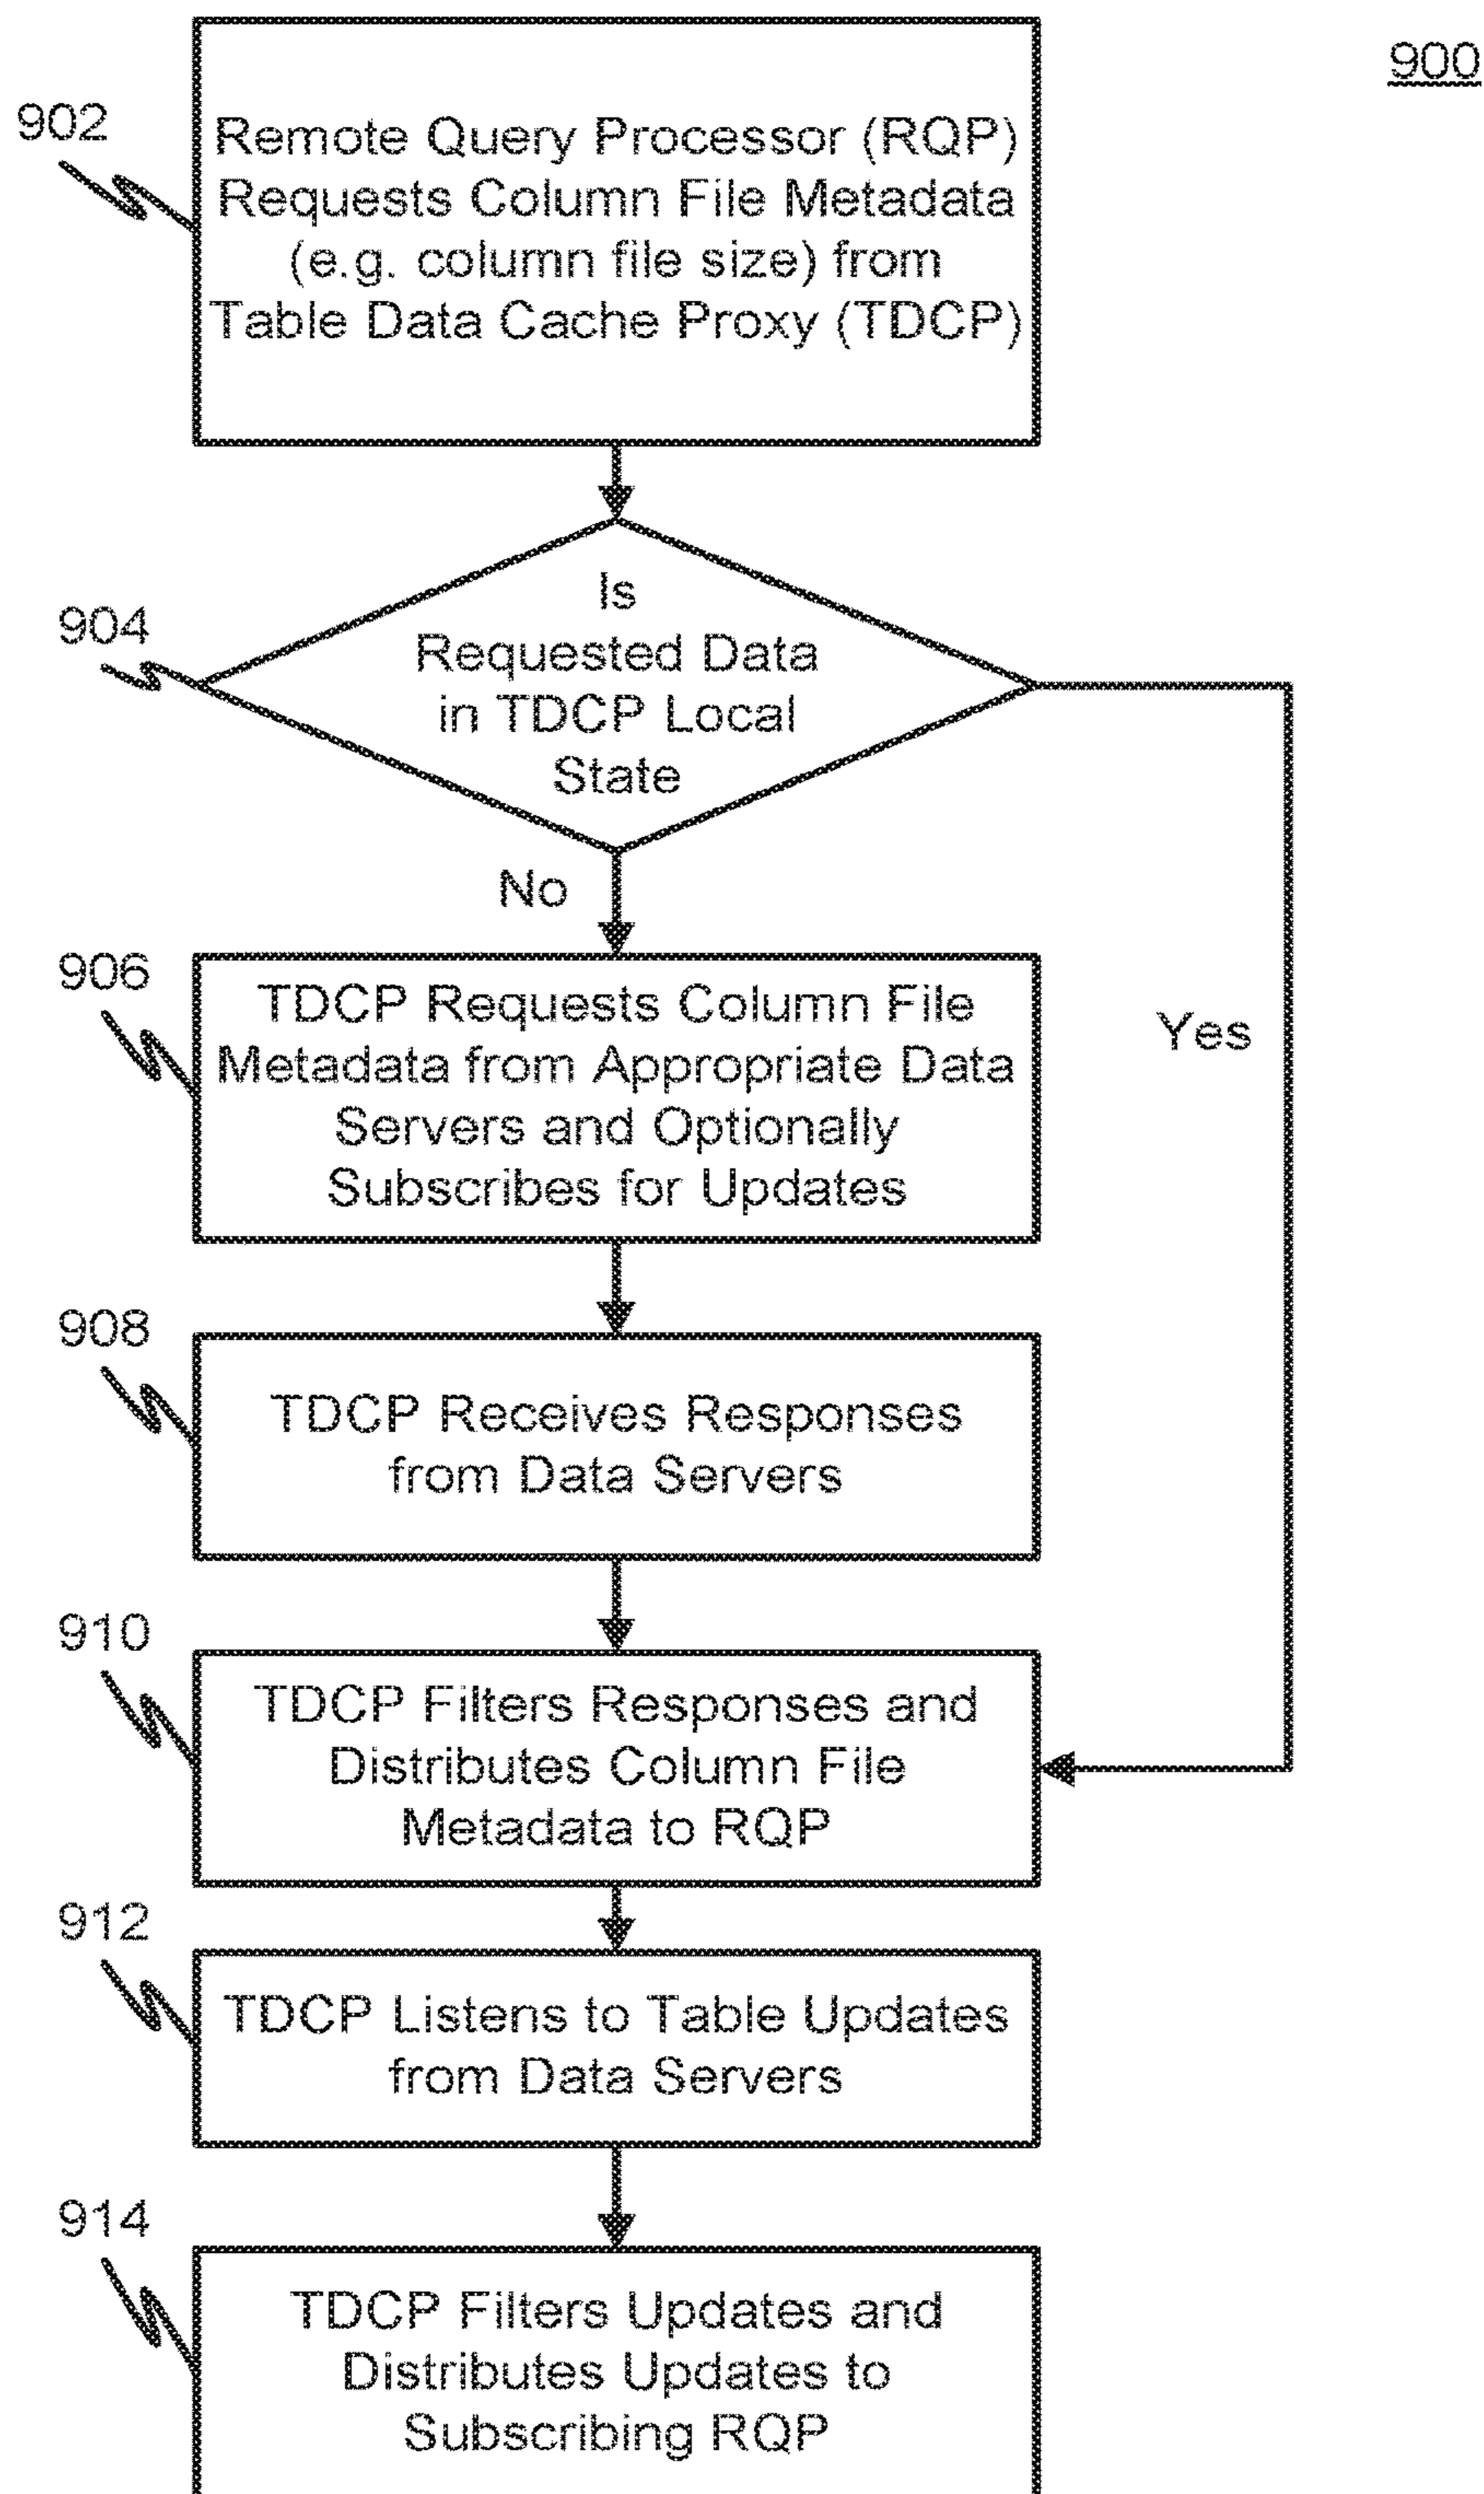 900
902
Remote Query Processor (RQP)
Requests Column File Metadata
(e.g. column file size) from
Table Data Cache Proxy (TDCP)
904
Is
Requested Data
in TDCP Local
State
No
Yes
906
TDCP Requests Column File
Metadata from Appropriate Data
Servers and Optionally
Subscribes for Updates
908
TDCP Receives Responses
from Data Servers
910
TDCP Filters Responses and
Distributes Column File
Metadata to RQP
912
TDCP Listens to Table Updates
from Data Servers
914
TDCP Filters Updates and
Distributes Updates to
Subscribing RQP